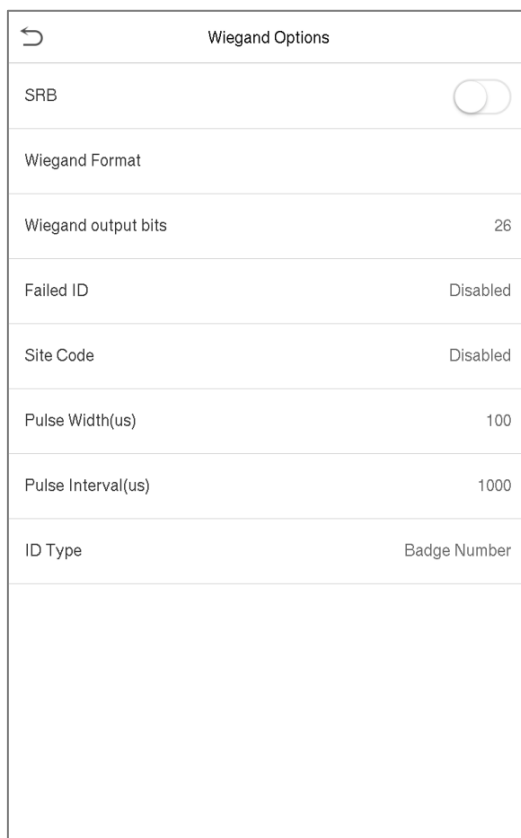 Wiegand Options
SRB
Wiegand Format
Wiegand output bits 26
Failed ID Disabled
Site Code Disabled
Pulse Width(us) 100
Pulse Interval(us) 1000
ID Type Badge Number